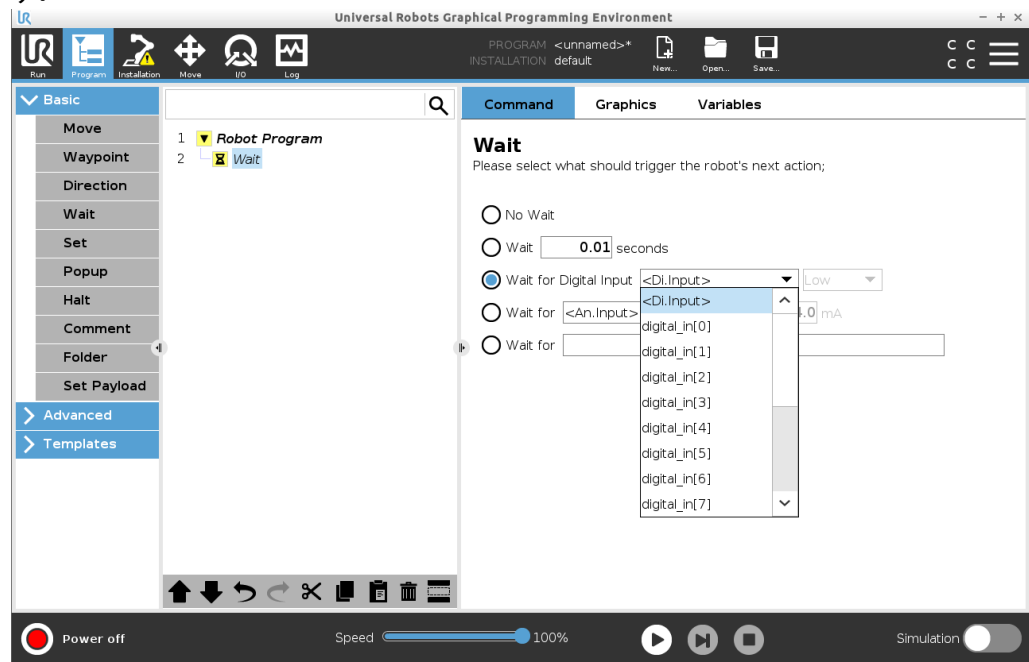 UR
Universal Robots Graphical Programming Environment
UR
Run
Program
Installation
Move
I/O
Log
PROGRAM <unnamed>*
INSTALLATION default
New...
Open...
Save...
C C
C C
Basic
Move
Waypoint
Direction
Wait
Set
Popup
Halt
Comment
Folder
Set Payload
Advanced
Templates
1 Robot Program
2 Wait
Command Graphics Variables
Wait
Please select what should trigger the robot's next action;
No Wait
Wait 0.01 seconds
Wait for Digital Input <Di.Input> Low
<Di.Input>
digital_in[0]
digital_in[1]
digital_in[2]
digital_in[3]
digital_in[4]
digital_in[5]
digital_in[6]
digital_in[7]
Wait for <An.Input> .0 mA
Wait for
Power off
Speed 100%
Simulation